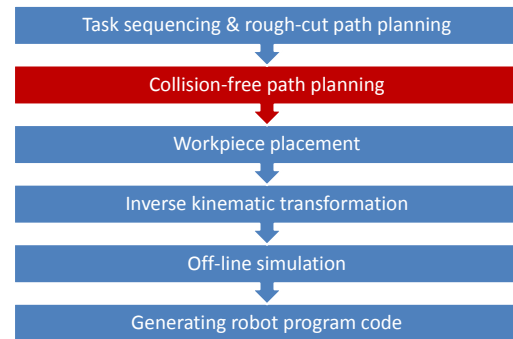 Task sequencing & rough-cut path planning
Collision-free path planning
Workpiece placement
Inverse kinematic transformation
Off-line simulation
Generating robot program code